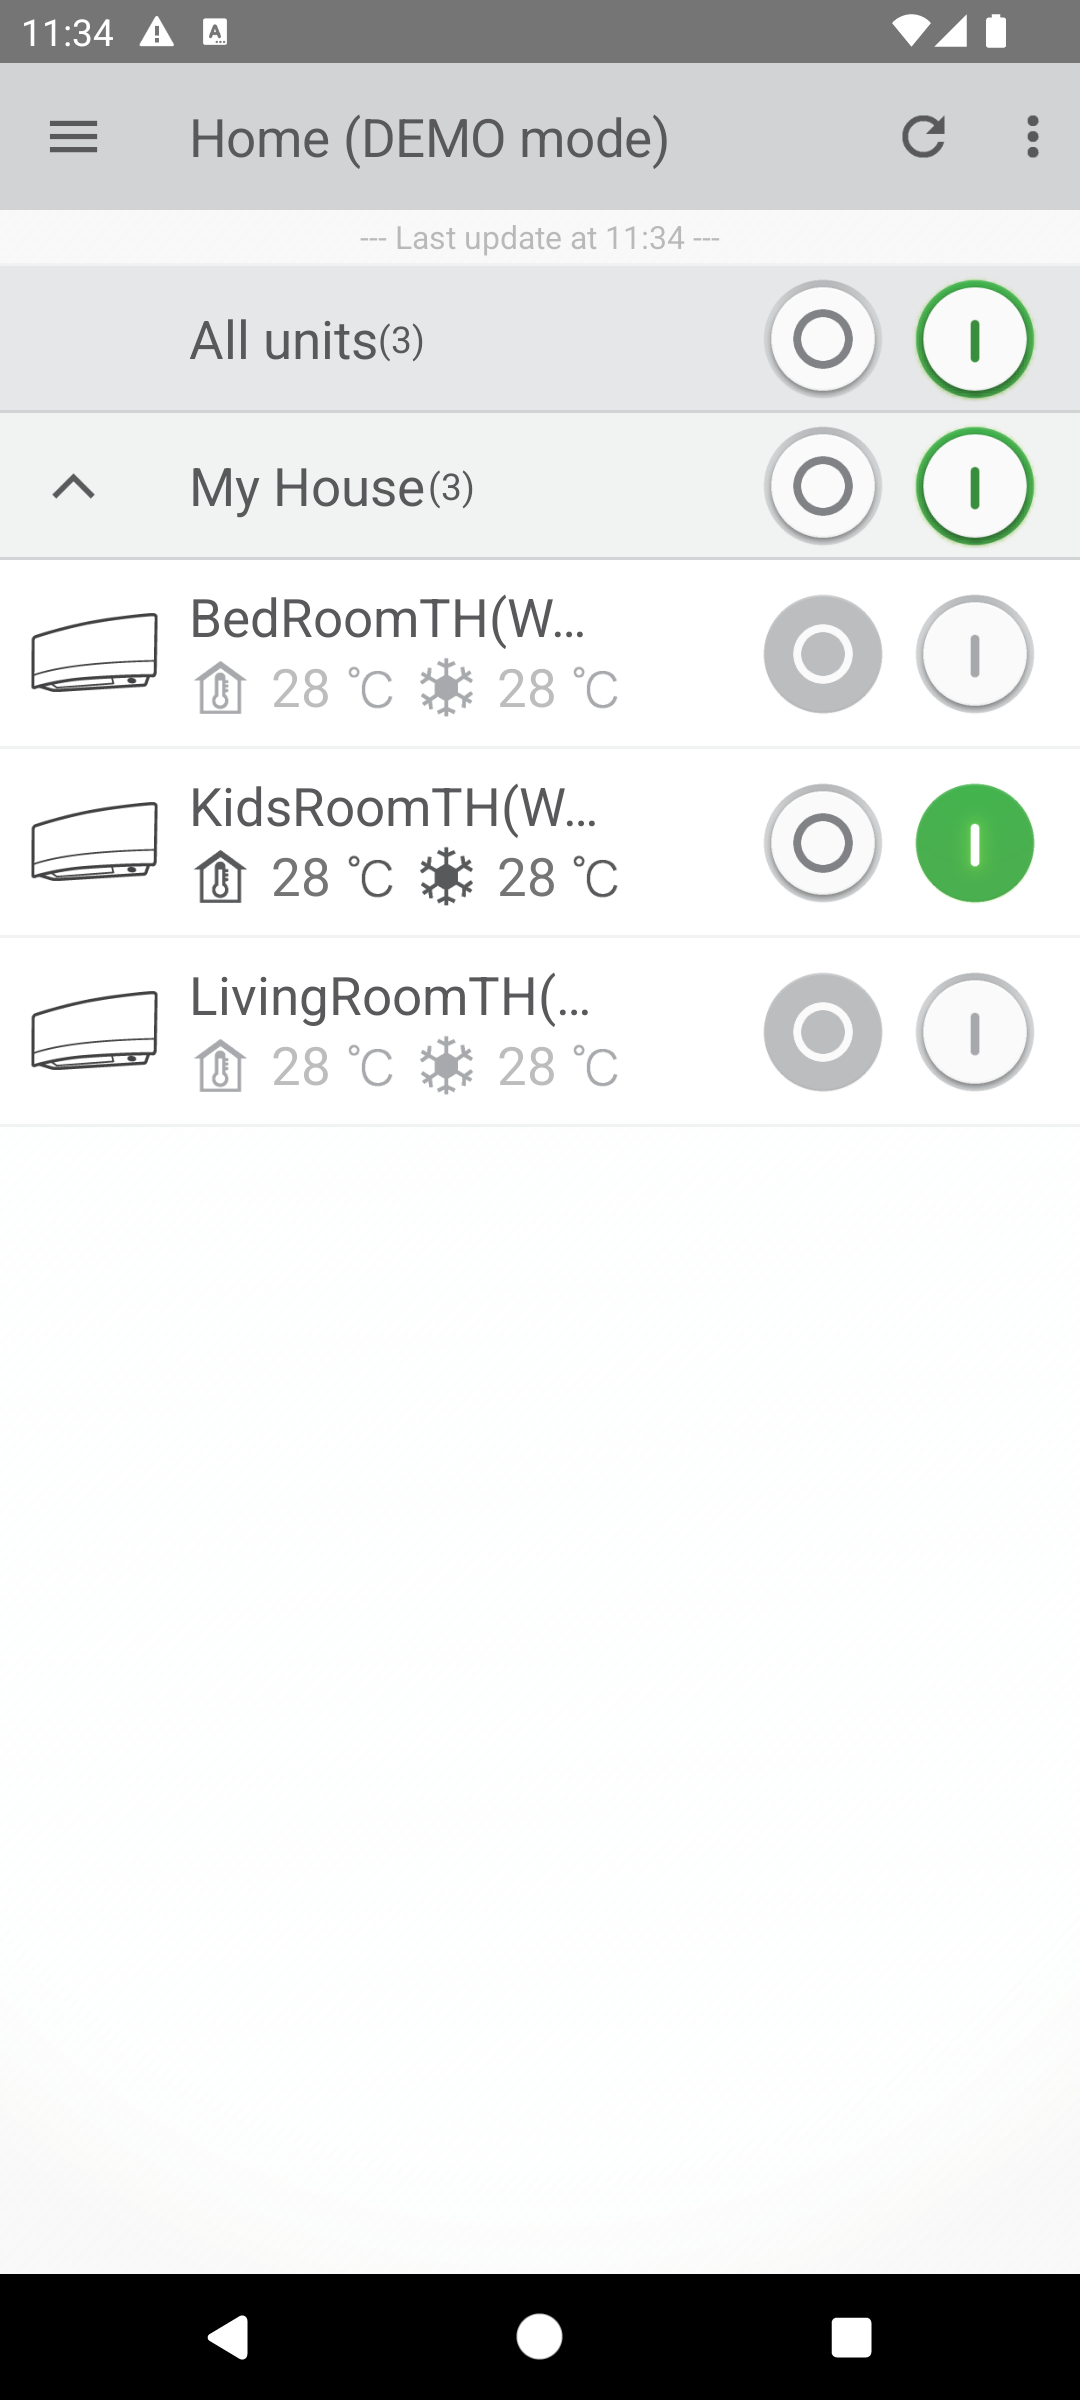 11:34
Home (DEMO mode)
--- Last update at 11:34 ---
All units(3)
My House(3)
BedRoomTH(W...
28 °C 28 °C
KidsRoomTH(W...
28 °C 28 °C
LivingRoomTH(...
28 °C 28 °C